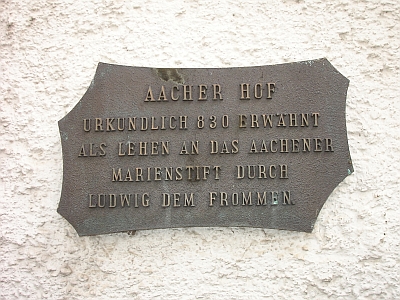 AACHER HOF
URKUNDLICH 830 ERWÄHNT
ALS LEHEN AN DAS AACHENER
MARIENSTIFT DURCH
LUDWIG DEM FROMMEN.